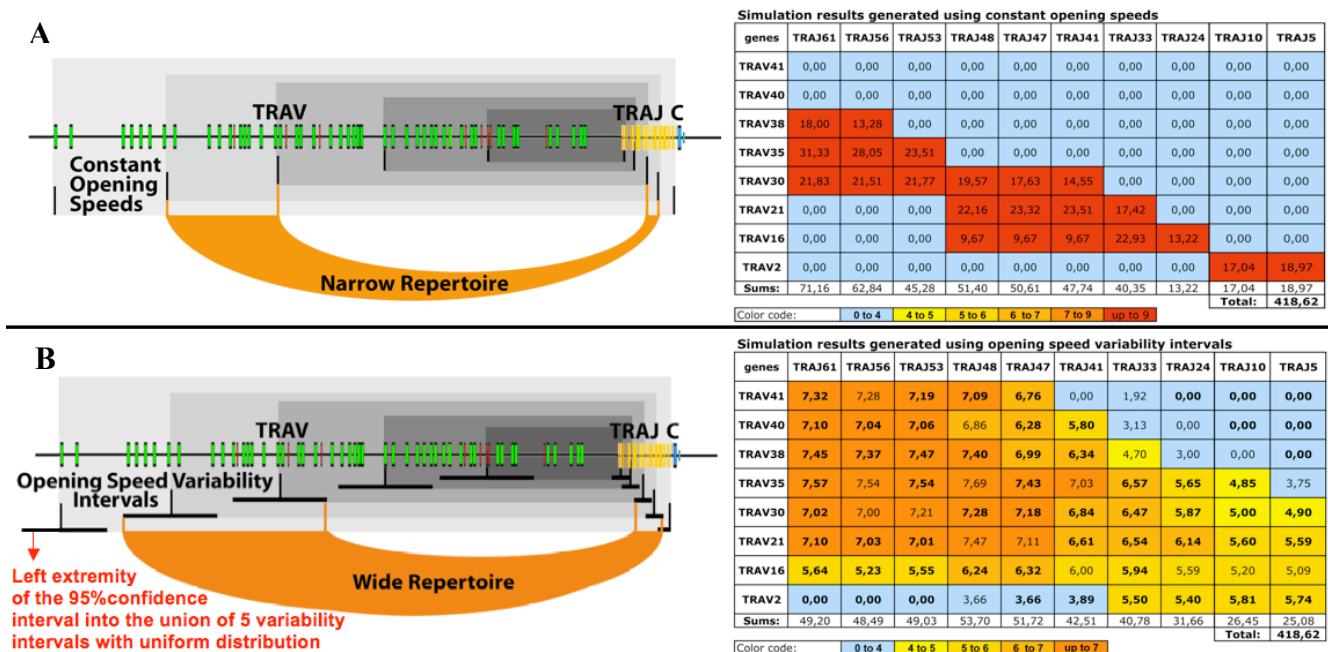 A
TRAV
TRAJ C
Constant
Opening
Speeds
Narrow Repertoire
Simulation results generated using constant opening speeds
genes TRAJ61 TRAJ56 TRAJ53 TRAJ48 TRAJ47 TRAJ41 TRAJ33 TRAJ24 TRAJ10 TRAJ5
TRAV41 0,00 0,00 0,00 0,00 0,00 0,00 0,00 0,00 0,00 0,00
TRAV40 0,00 0,00 0,00 0,00 0,00 0,00 0,00 0,00 0,00 0,00
TRAV38 18,00 13,28 0,00 0,00 0,00 0,00 0,00 0,00 0,00 0,00
TRAV35 31,33 28,05 23,51 0,00 0,00 0,00 0,00 0,00 0,00 0,00
TRAV30 21,83 21,51 21,77 19,57 17,63 14,55 0,00 0,00 0,00 0,00
TRAV21 0,00 0,00 0,00 22,16 23,32 23,51 17,42 0,00 0,00 0,00
TRAV16 0,00 0,00 0,00 9,67 9,67 9,67 22,93 13,22 0,00 0,00
TRAV2 0,00 0,00 0,00 0,00 0,00 0,00 0,00 0,00 17,04 18,97
Sums: 71,16 62,84 45,28 51,40 50,61 47,74 40,35 13,22 17,04 18,97
Total: 418,62
Color code: 0 to 4 4 to 5 5 to 6 6 to 7 7 to 9 up to 9
B
TRAV
TRAJ C
Opening Speed Variability
Intervals
Wide Repertoire
Left extremity
of the 95%confidence
interval into the union of 5 variability
intervals with uniform distribution
Simulation results generated using opening speed variability intervals
genes TRAJ61 TRAJ56 TRAJ53 TRAJ48 TRAJ47 TRAJ41 TRAJ33 TRAJ24 TRAJ10 TRAJ5
TRAV41 7,32 7,28 7,19 7,09 6,76 0,00 1,92 0,00 0,00 0,00
TRAV40 7,10 7,04 7,06 6,86 6,28 5,80 3,13 0,00 0,00 0,00
TRAV38 7,45 7,37 7,47 7,40 6,99 6,34 4,70 3,00 0,00 0,00
TRAV35 7,57 7,54 7,54 7,69 7,43 7,03 6,57 5,65 4,85 3,75
TRAV30 7,02 7,00 7,21 7,28 7,18 6,84 6,47 5,87 5,00 4,90
TRAV21 7,10 7,03 7,01 7,47 7,11 6,61 6,54 6,14 5,60 5,59
TRAV16 5,64 5,23 5,55 6,24 6,32 6,00 5,94 5,59 5,20 5,09
TRAV2 0,00 0,00 0,00 3,66 3,66 3,89 5,50 5,40 5,81 5,74
Sums: 49,20 48,49 49,03 53,70 51,72 42,51 40,78 31,66 26,45 25,08
Total: 418,62
Color code: 0 to 4 4 to 5 5 to 6 6 to 7 up to 7